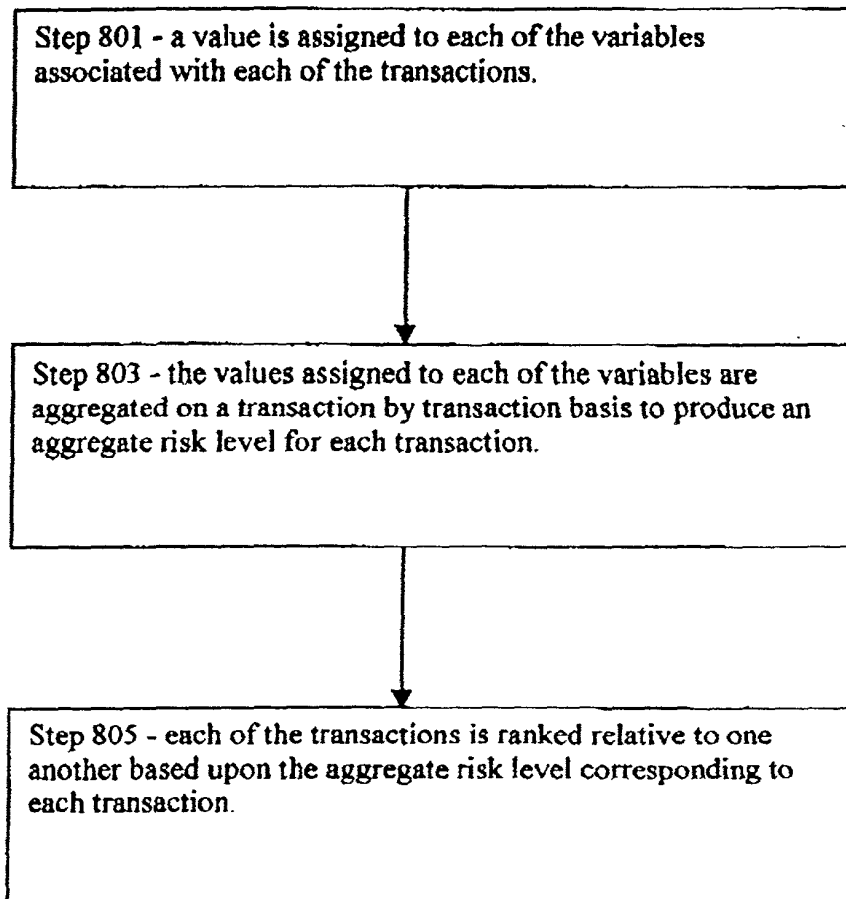 Step 801 - a value is assigned to each of the variables
associated with each of the transactions.
Step 803 - the values assigned to each of the variables are
aggregated on a transaction by transaction basis to produce an
aggregate risk level for each transaction.
Step 805 - each of the transactions is ranked relative to one
another based upon the aggregate risk level corresponding to
each transaction.